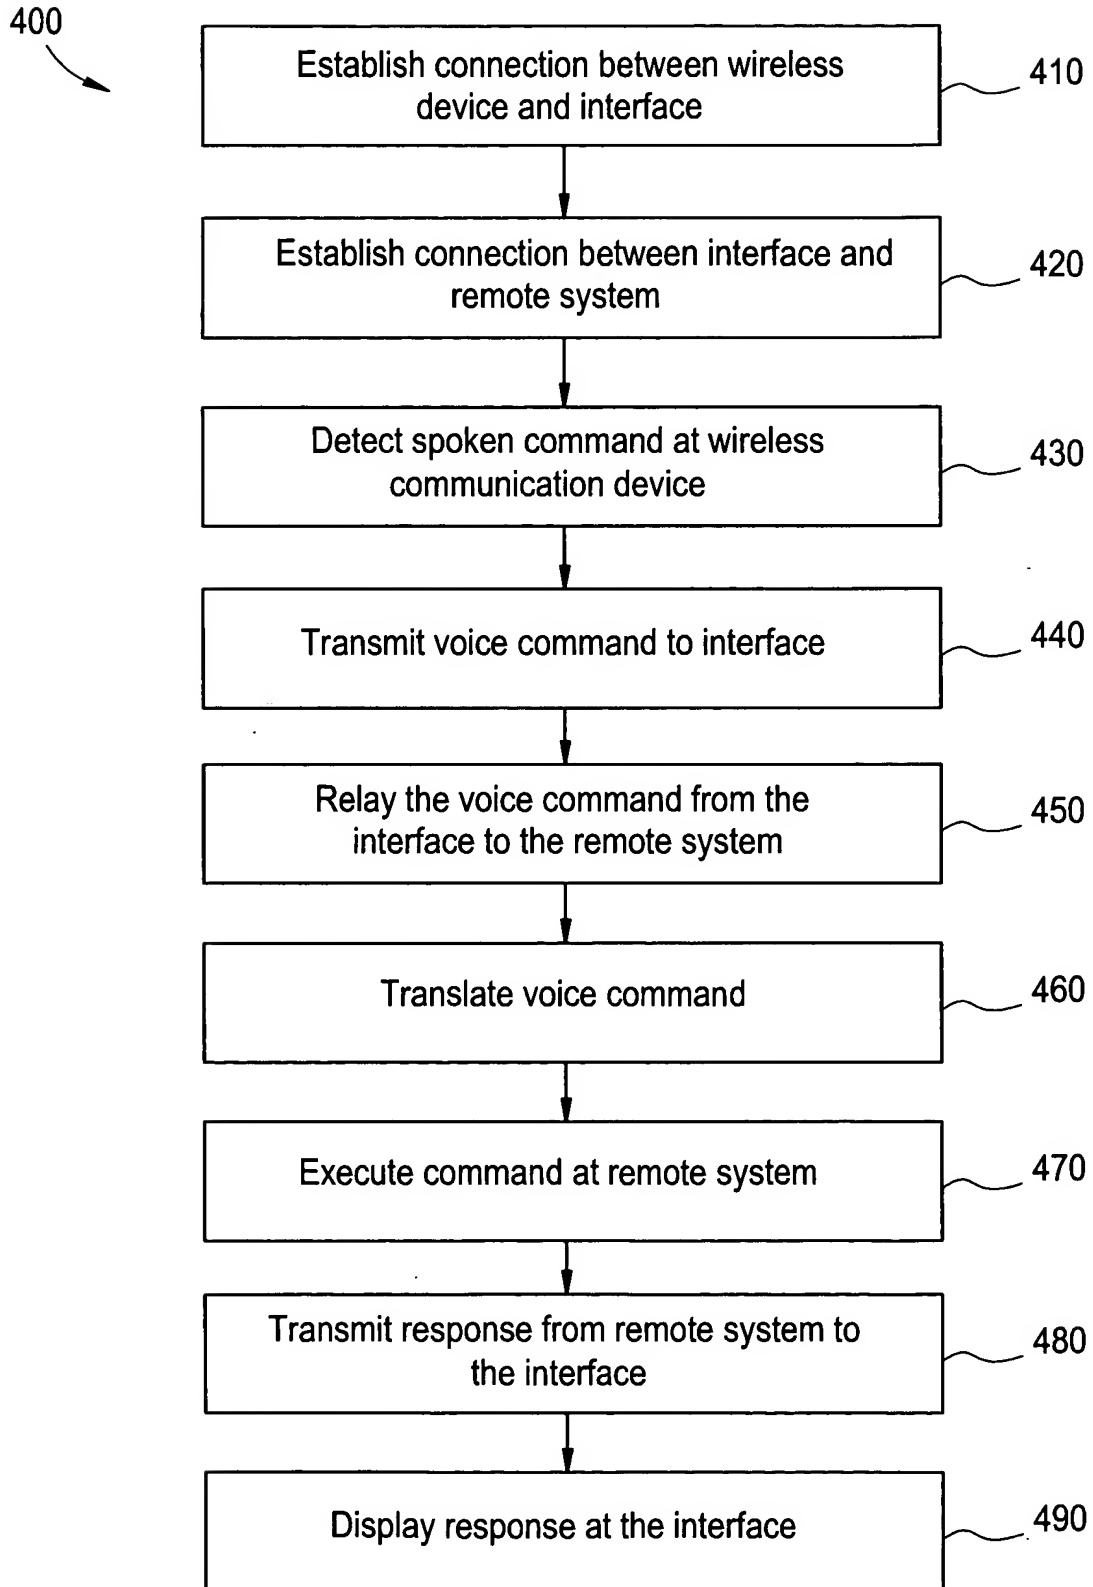 400
Establish connection between wireless
device and interface
410
Establish connection between interface and
remote system
420
Detect spoken command at wireless
communication device
430
Transmit voice command to interface
440
Relay the voice command from the
interface to the remote system
450
Translate voice command
460
Execute command at remote system
470
Transmit response from remote system to
the interface
480
Display response at the interface
490